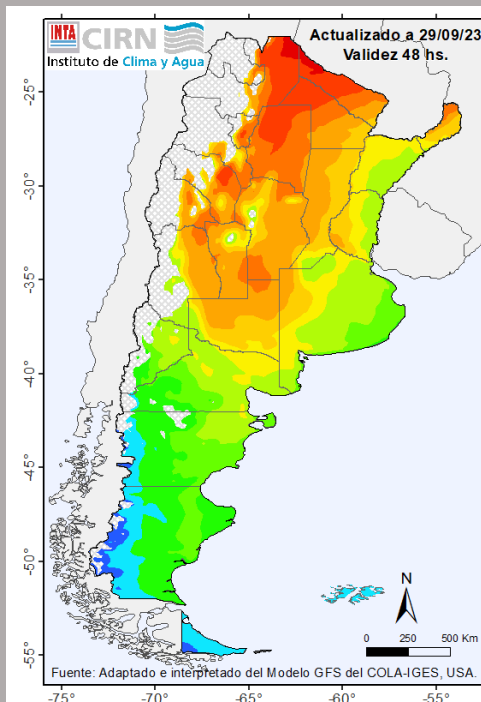 INTA CIRN
Instituto de Clima y Agua
Actualizado a 29/09/23
Validez 48 hs.
-25°
-30°
-35°
-40°
-45°
-50°
-55°
N
0 250 500 Km
Fuente: Adaptado e interpretado del Modelo GFS del COLA-IGES, USA.
-75° -70° -65° -60° -55°